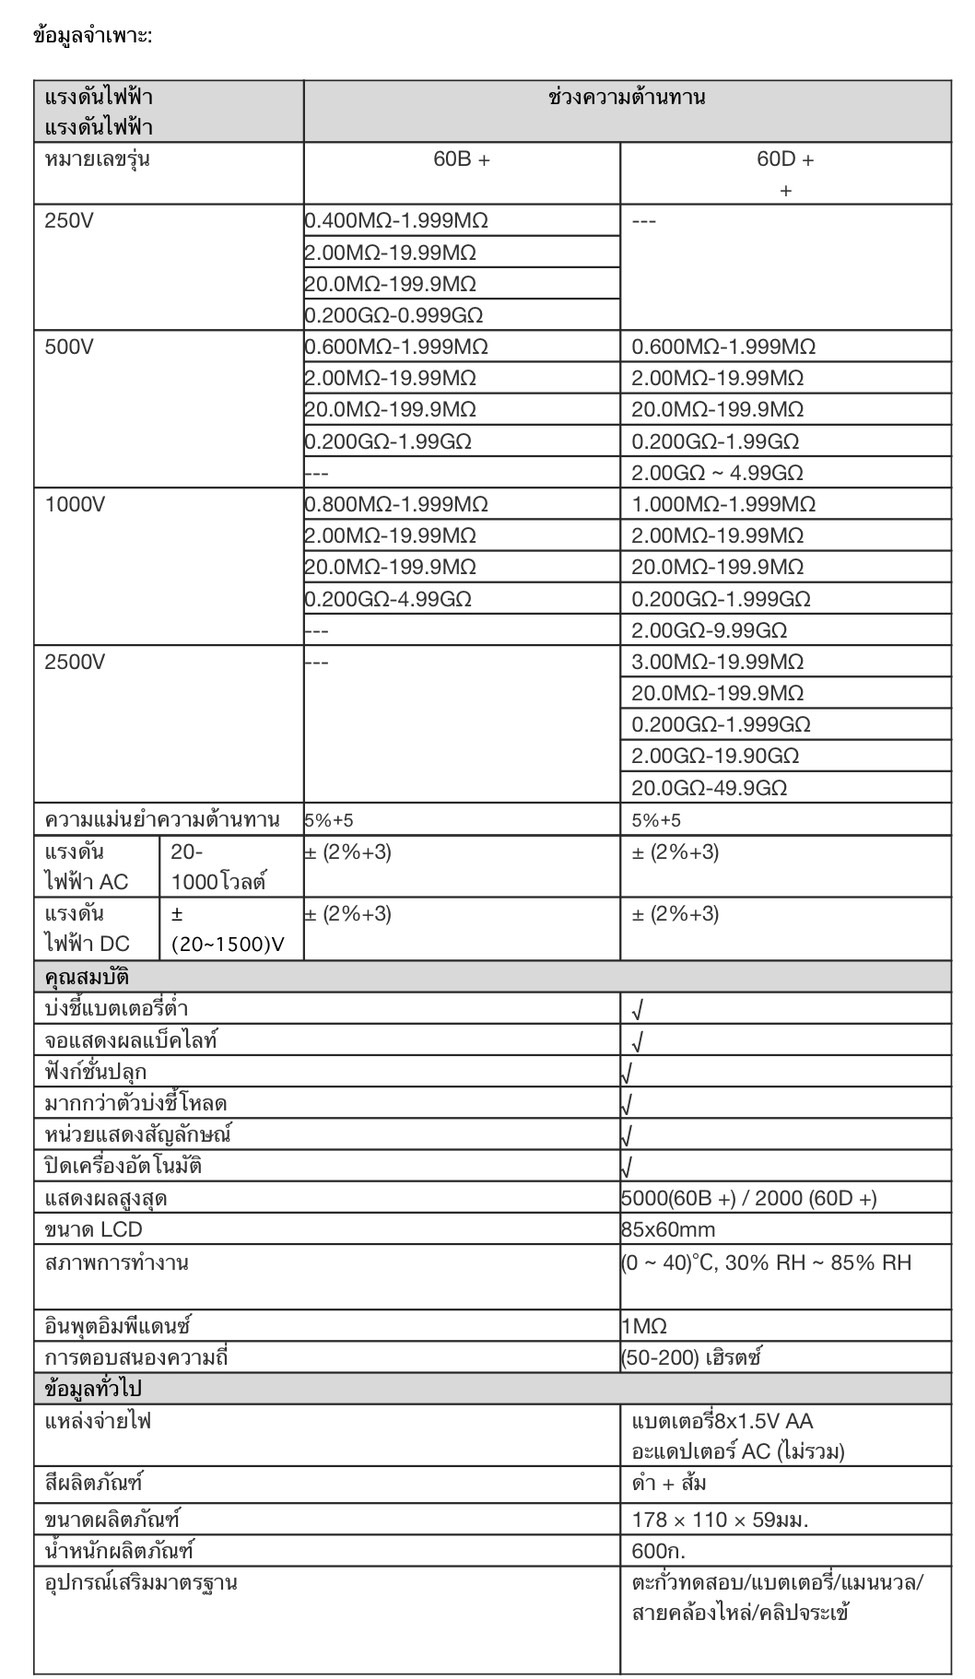 ข้อมูลจำเพาะ:
แรงดันไฟฟ้า
แรงดันไฟฟ้า
ช่วงความต้านทาน
หมายเลขรุ่น
60B +
60D +
+
250V
0.400MΩ-1.999MΩ
---
2.00MΩ-19.99MΩ
20.0MΩ-199.9MΩ
0.200GΩ-0.999GΩ
500V
0.600MΩ-1.999MΩ
0.600MΩ-1.999MΩ
2.00MΩ-19.99MΩ
2.00MΩ-19.99MΩ
20.0MΩ-199.9MΩ
20.0MΩ-199.9MΩ
0.200GΩ-1.99GΩ
0.200GΩ-1.99GΩ
---
2.00GΩ ~ 4.99GΩ
1000V
0.800MΩ-1.999MΩ
1.000MΩ-1.999MΩ
2.00MΩ-19.99MΩ
2.00MΩ-19.99MΩ
20.0MΩ-199.9MΩ
20.0MΩ-199.9MΩ
0.200GΩ-4.99GΩ
0.200GΩ-1.999GΩ
---
2.00GΩ-9.99GΩ
2500V
---
3.00MΩ-19.99MΩ
20.0MΩ-199.9MΩ
0.200GΩ-1.999GΩ
2.00GΩ-19.90GΩ
20.0GΩ-49.9GΩ
ความแม่นยำความต้านทาน
5%+5
5%+5
แรงดัน
ไฟฟ้า AC
20-
1000โวลต์
± (2%+3)
± (2%+3)
แรงดัน
ไฟฟ้า DC
±
(20~1500)V
± (2%+3)
± (2%+3)
คุณสมบัติ
บ่งชี้แบตเตอรี่ต่ำ
√
จอแสดงผลแบ็คไลท์
√
ฟังก์ชั่นปลุก
√
มากกว่าตัวบ่งชี้โหลด
√
หน่วยแสดงสัญลักษณ์
√
ปิดเครื่องอัตโนมัติ
√
แสดงผลสูงสุด
5000(60B +) / 2000 (60D +)
ขนาด LCD
85x60mm
สภาพการทำงาน
(0 ~ 40)°C, 30% RH ~ 85% RH
อินพุตอิมพีแดนซ์
1MΩ
การตอบสนองความถี่
(50-200) เฮิรตซ์
ข้อมูลทั่วไป
แหล่งจ่ายไฟ
แบตเตอรี่8x1.5V AA
อะแดปเตอร์ AC (ไม่รวม)
สีผลิตภัณฑ์
ดำ + ส้ม
ขนาดผลิตภัณฑ์
178 × 110 × 59มม.
น้ำหนักผลิตภัณฑ์
600ก.
อุปกรณ์เสริมมาตรฐาน
ตะกั่วทดสอบ/แบตเตอรี่/แมนนวล/
สายคล้องไหล่/คลิปจระเข้